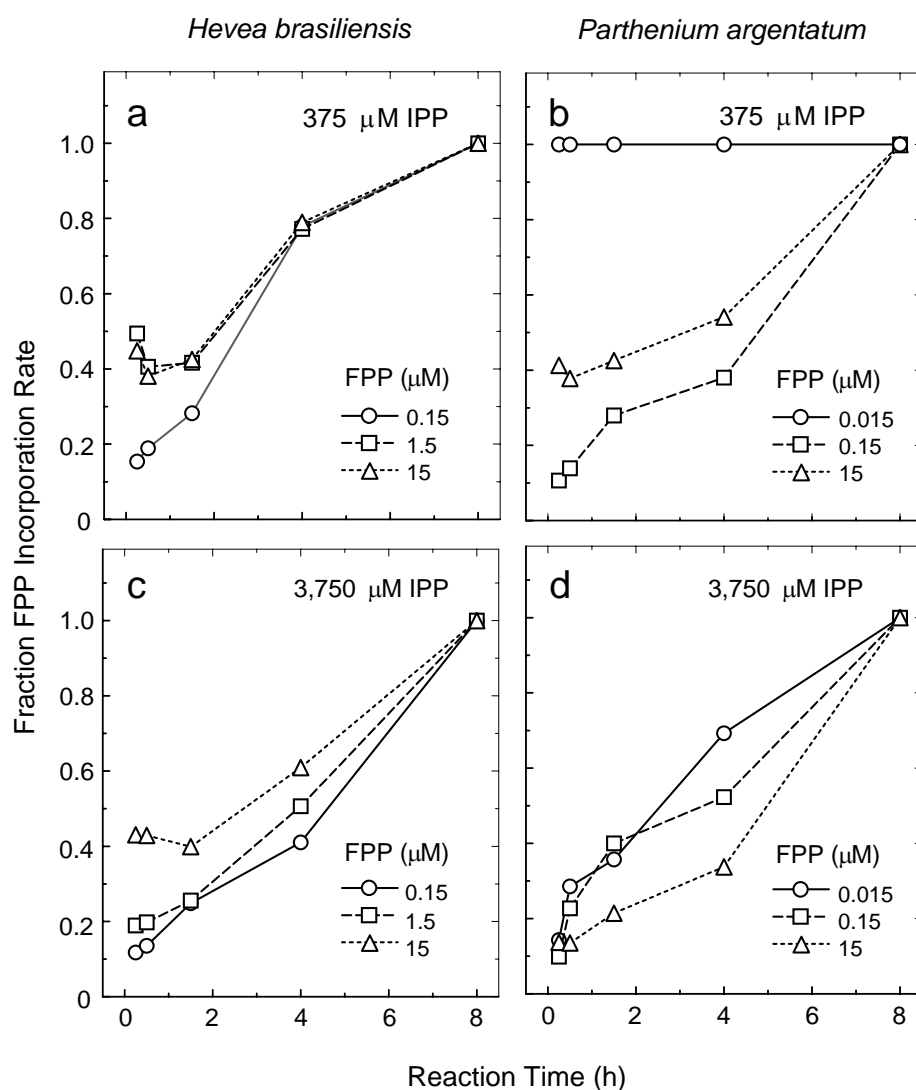 Hevea brasiliensis
Parthenium argentatum
a
375 μM IPP
1.0
0.8
0.6
0.4
0.2
0
FPP (μM)
0.15
1.5
15
b
375 μM IPP
FPP (μM)
0.015
0.15
15
c
3,750 μM IPP
1.0
0.8
0.6
0.4
0.2
0
FPP (μM)
0.15
1.5
15
0 2 4 6 8
d
3,750 μM IPP
FPP (μM)
0.015
0.15
15
0 2 4 6 8
Fraction FPP Incorporation Rate
Reaction Time (h)